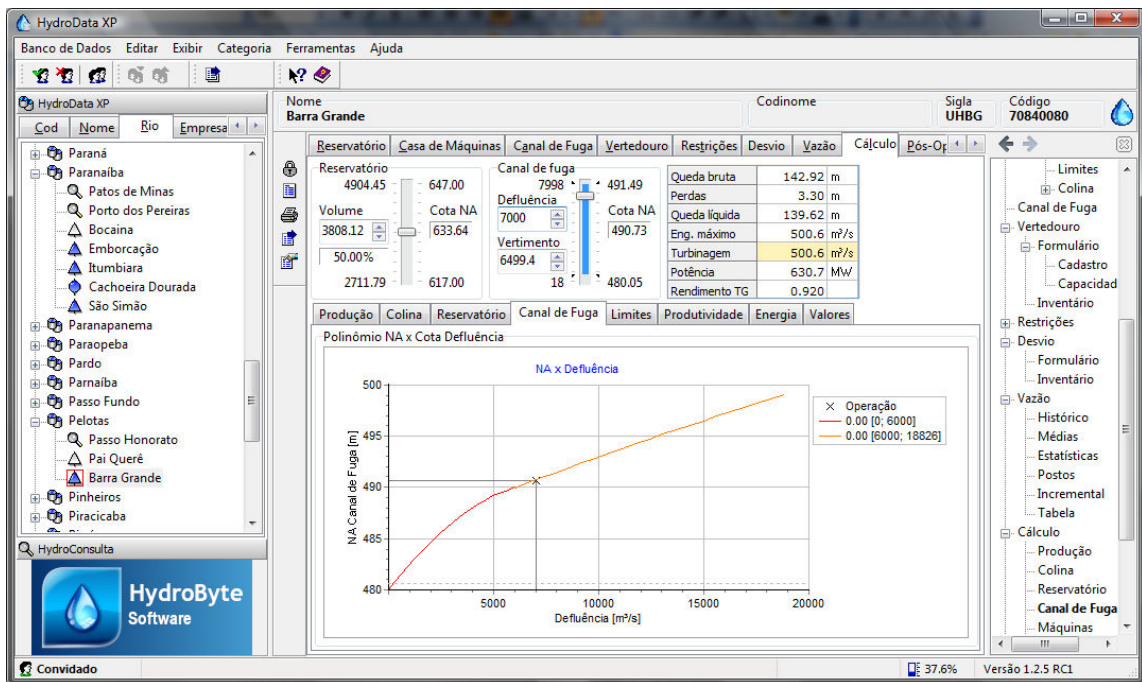 HydroData XP
Banco de Dados Editar Exibir Categoria Ferramentas Ajuda
HydroData XP
Cod Nome Rio Empresa
Paraná
Paranaíba
Patos de Minas
Porto dos Pereiras
Bocaina
Emborcação
Itumbiara
Cachoeira Dourada
São Simão
Paranapanema
Paraopeba
Pardo
Parnaíba
Passo Fundo
Pelotas
Passo Honorato
Pai Querê
Barra Grande
Pinheiros
Piracicaba
HydroConsulta
HydroByte
Software
Nome Codinome Sigla Código
Barra Grande UHBG 70840080
Reservatório Casa de Máquinas Canal de fuga Vertedouro Restrições Desvio Vazão Cálculo Pós-Op
Reservatório
4904.45 647.00
Volume Cota NA
3808.12 633.64
50.00%
2711.79 617.00
Canal de fuga
7998 491.49
Defluência Cota NA
7000 490.73
Vertimento
6499.4
18 480.05
Queda bruta 142.92 m
Perdas 3.30 m
Queda líquida 139.62 m
Eng. máximo 500.6 m³/s
Turbinagem 500.6 m³/s
Potência 630.7 MW
Rendimento TG 0.920
Produção Colina Reservatório Canal de Fuga Limites Produtividade Energia Valores
Polinômio NA x Cota Defluência
NA x Defluência
500
495
490
485
480
NA Canal de Fuga [m]
5000 10000 15000 20000
Defluência [m³/s]
Operação
0.00 [0; 6000]
0.00 [6000; 18826]
Limites
Colina
Canal de Fuga
Vertedouro
Formulário
Cadastro
Capacidad
Inventário
Restrições
Desvio
Formulário
Inventário
Vazão
Histórico
Médias
Estatísticas
Postos
Incremental
Tabela
Cálculo
Produção
Colina
Reservatório
Canal de Fuga
Máquinas
Convidado 37.6% Versão 1.2.5 RC1